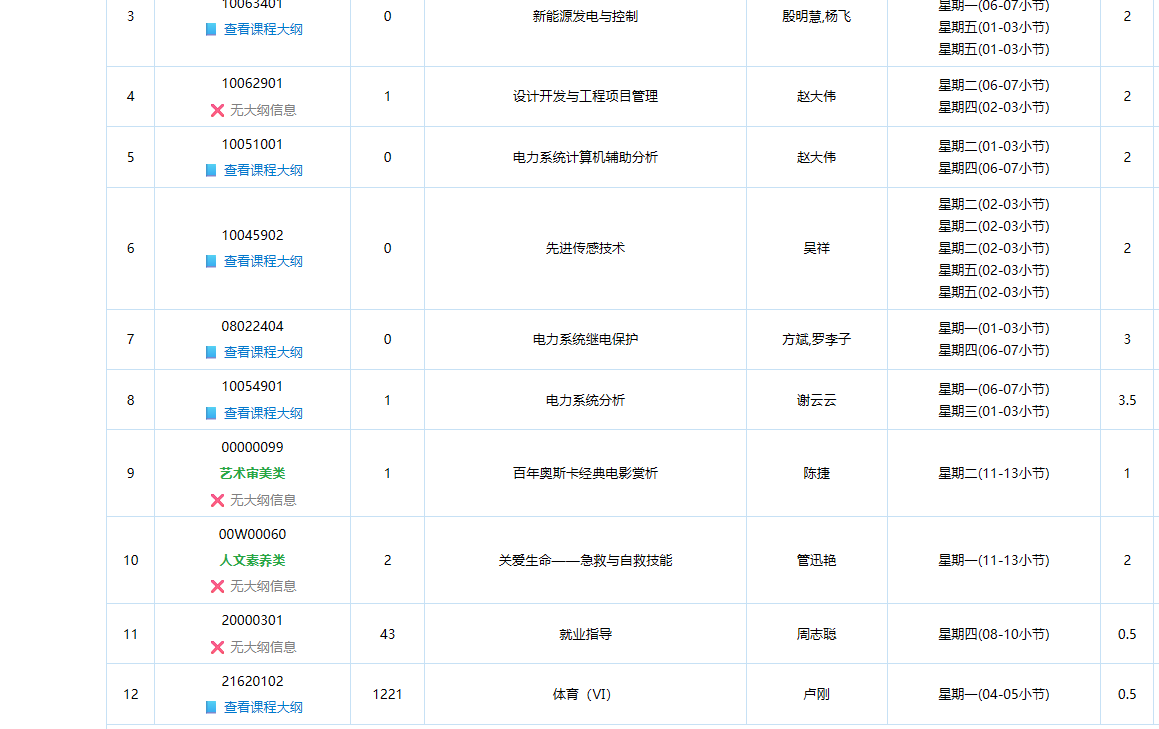 10063401
星期一(06-07小节)
3
查看课程大纲
0
新能源发电与控制
殷明慧,杨飞
星期五(01-03小节)
星期五(01-03小节)
2
4
10062901
无大纲信息
1
设计开发与工程项目管理
赵大伟
星期二(06-07小节)
星期四(02-03小节)
2
5
10051001
查看课程大纲
0
电力系统计算机辅助分析
赵大伟
星期二(01-03小节)
星期四(06-07小节)
2
6
10045902
查看课程大纲
0
先进传感技术
吴祥
星期二(02-03小节)
星期二(02-03小节)
星期二(02-03小节)
星期五(02-03小节)
星期五(02-03小节)
2
7
08022404
查看课程大纲
0
电力系统继电保护
方斌,罗李子
星期一(01-03小节)
星期四(06-07小节)
3
8
10054901
查看课程大纲
1
电力系统分析
谢云云
星期一(06-07小节)
星期三(01-03小节)
3.5
9
00000099
艺术审美类
无大纲信息
1
百年奥斯卡经典电影赏析
陈捷
星期二(11-13小节)
1
10
00W00060
人文素养类
无大纲信息
2
关爱生命——急救与自救技能
管迅艳
星期一(11-13小节)
2
11
20000301
无大纲信息
43
就业指导
周志聪
星期四(08-10小节)
0.5
12
21620102
查看课程大纲
1221
体育（VI）
卢刚
星期一(04-05小节)
0.5